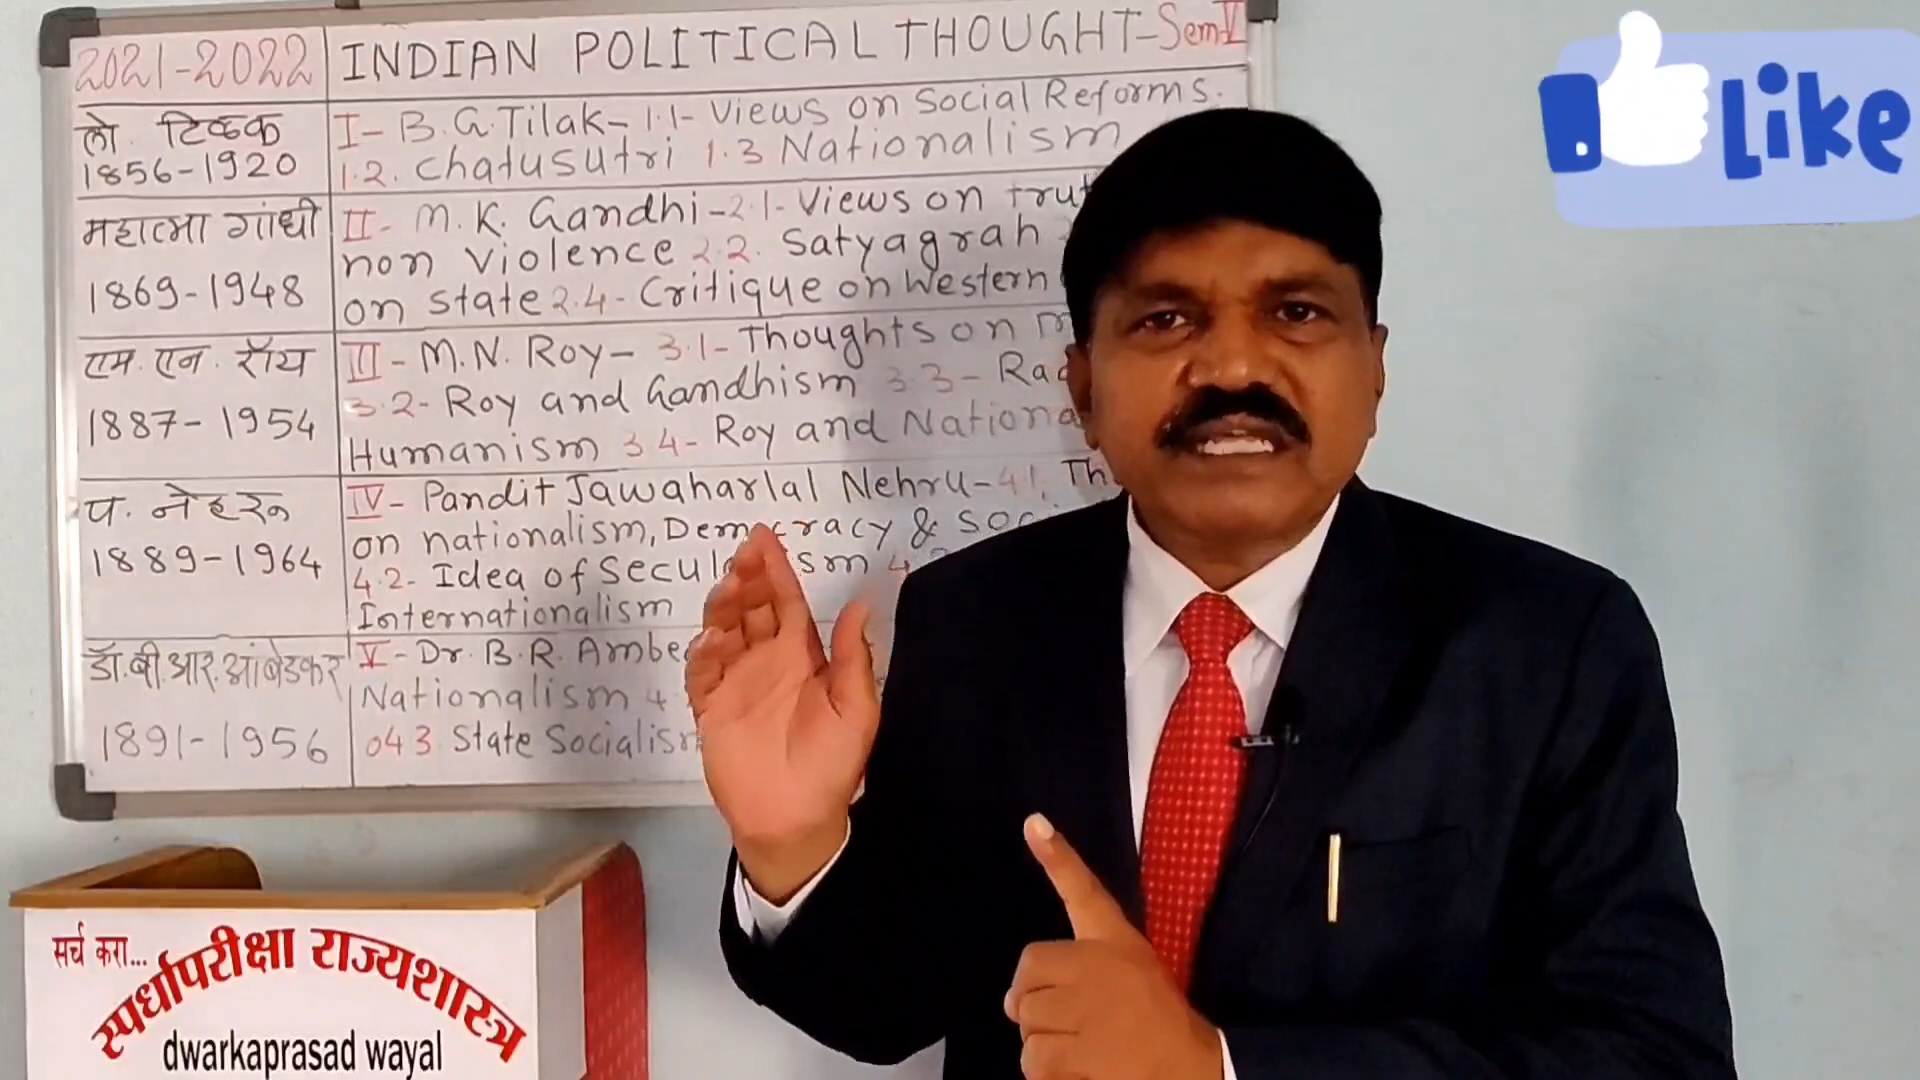 2021-2022
INDIAN POLITICAL THOUGHT-Sem-V
लो. टिळक
1856-1920
I- B.G.Tilak- 1.1- Views on Social Reforms.
1.2. Chatusutri 1.3 Nationalism
महात्मा गांधी
1869-1948
II- M.K. Gandhi-2.1- Views on
non violence 2.2. Satyagrah
on state 2.4- Critique on Western
एम. एन. रॉय
1887-1954
III- M.N. Roy- 3.1- Thoughts on
3.2- Roy and Gandhism 3.3-
Humanism 3.4- Roy and
प. नेहरू
1889-1964
IV- Pandit Jawaharlal Nehru-4.1.
on nationalism, Democracy &
4.2- Idea of
Internationalism
डॉ.बी.आर.आंबेडकर
1891-1956
V- Dr. B.R.
Nationalism 4
043 State
Like
सर्च करा...
स्पर्धापरीक्षा राज्यशास्त्र
dwarkaprasad wayal